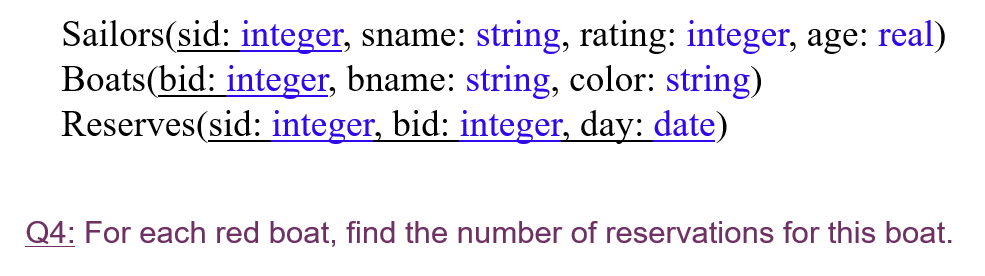 Sailors(sid: integer, sname: string, rating: integer, age: real)
Boats(bid: integer, bname: string, color: string)
Reserves(sid: integer, bid: integer, day: date)
Q4: For each red boat, find the number of reservations for this boat.